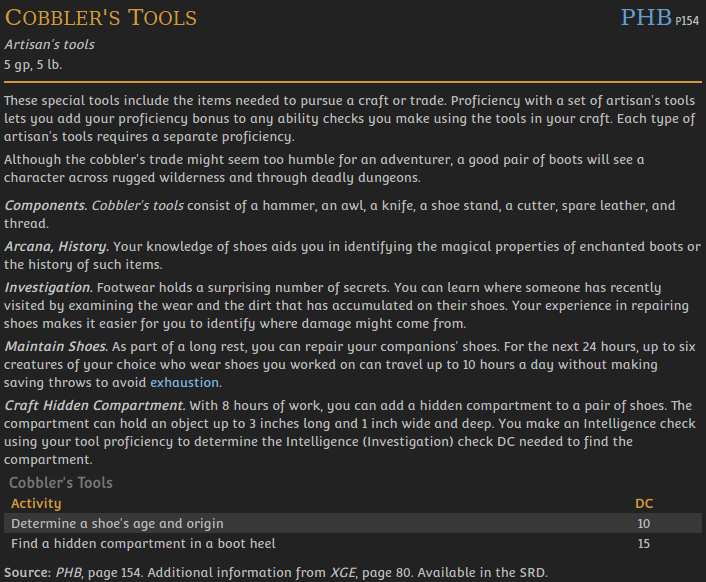 COBBLER'S TOOLS PHB P154
Artisan's tools
5 gp, 5 lb.
These special tools include the items needed to pursue a craft or trade. Proficiency with a set of artisan's tools
lets you add your proficiency bonus to any ability checks you make using the tools in your craft. Each type of
artisan's tools requires a separate proficiency.
Although the cobbler's trade might seem too humble for an adventurer, a good pair of boots will see a
character across rugged wilderness and through deadly dungeons.
Components. Cobbler's tools consist of a hammer, an awl, a knife, a shoe stand, a cutter, spare leather, and
thread.
Arcana, History. Your knowledge of shoes aids you in identifying the magical properties of enchanted boots or
the history of such items.
Investigation. Footwear holds a surprising number of secrets. You can learn where someone has recently
visited by examining the wear and the dirt that has accumulated on their shoes. Your experience in repairing
shoes makes it easier for you to identify where damage might come from.
Maintain Shoes. As part of a long rest, you can repair your companions' shoes. For the next 24 hours, up to six
creatures of your choice who wear shoes you worked on can travel up to 10 hours a day without making
saving throws to avoid exhaustion.
Craft Hidden Compartment. With 8 hours of work, you can add a hidden compartment to a pair of shoes. The
compartment can hold an object up to 3 inches long and 1 inch wide and deep. You make an Intelligence check
using your tool proficiency to determine the Intelligence (Investigation) check DC needed to find the
compartment.
Cobbler's Tools
Activity DC
Determine a shoe's age and origin 10
Find a hidden compartment in a boot heel 15
Source: PHB, page 154. Additional information from XGE, page 80. Available in the SRD.